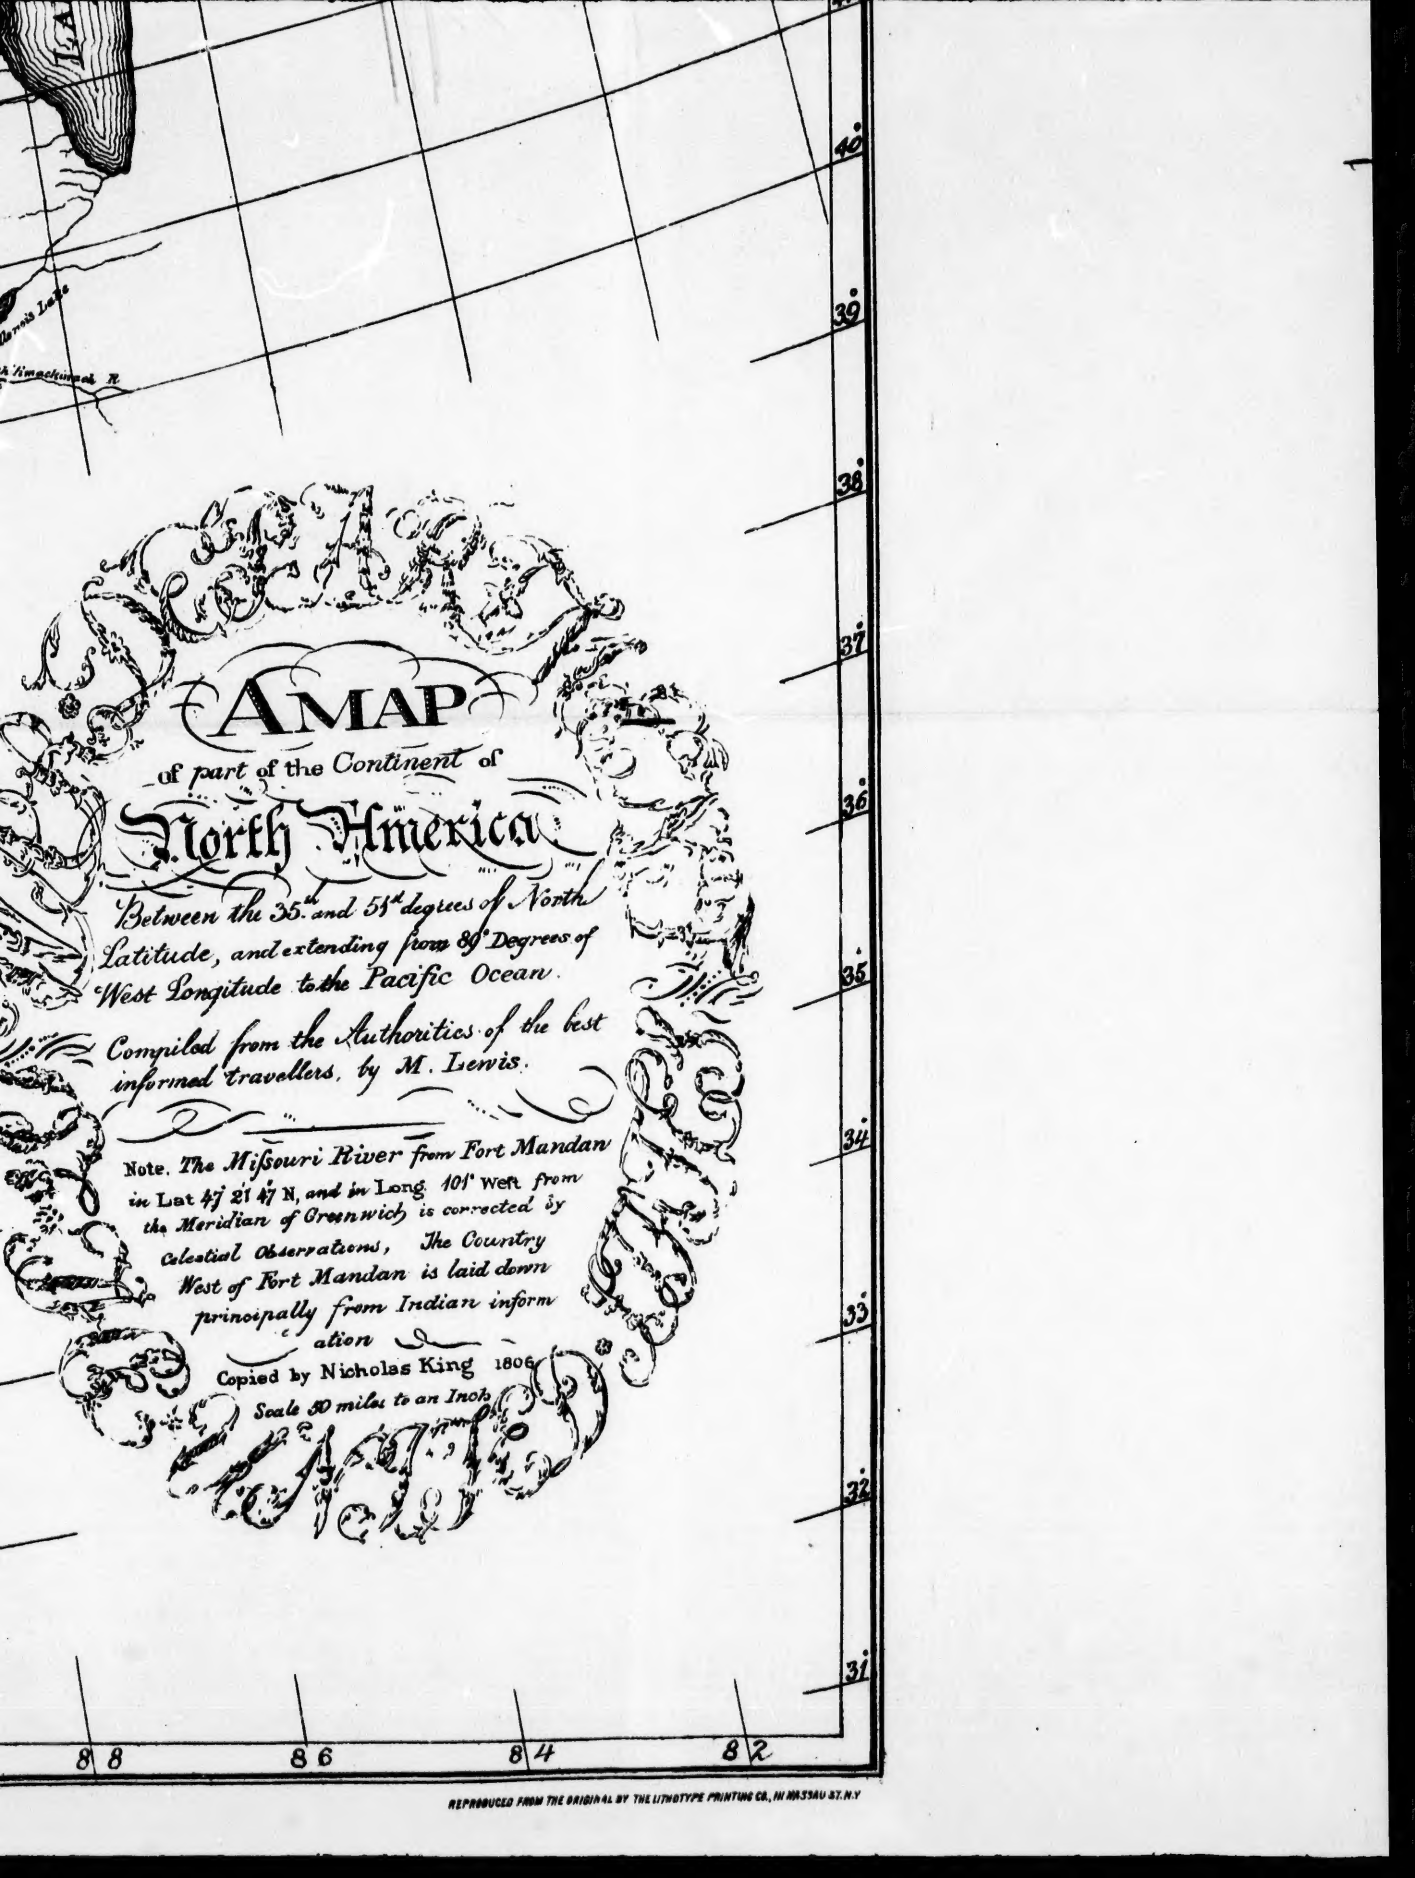 LA
40°
39°
Lake
R
38°
37°
A MAP
of part of the Continent of
North America
36°
Between the 35.th and 51st degrees of North
Latitude, and extending from 89° Degrees of
West Longitude to the Pacific Ocean.
35°
Compiled from the Authorities of the best
informed travellers, by M. Lewis.
34°
Note. The Miſsouri River from Fort Mandan
in Lat 47° 21' 47" N, and in Long. 101° West from
the Meridian of Greenwich is corrected by
Celestial Observations, The Country
West of Fort Mandan is laid down
principally from Indian inform
ation
33°
Copied by Nicholas King 1806
Scale 50 miles to an Inch
32°
31°
88 86 84 82
REPRODUCED FROM THE ORIGINAL BY THE LITHOTYPE PRINTING CO., 111 NASSAU ST. N.Y